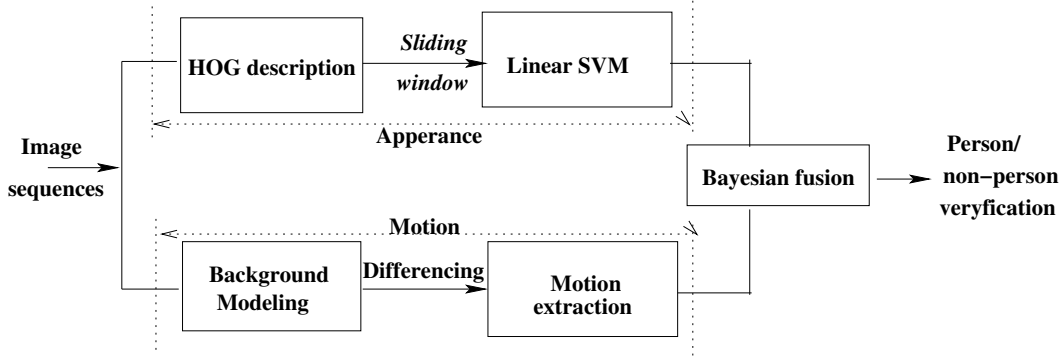 HOG description
Sliding
window
Linear SVM
Apperance
Image
sequences
Bayesian fusion
Person/
non-person
veryfication
Motion
Background
Modeling
Differencing
Motion
extraction